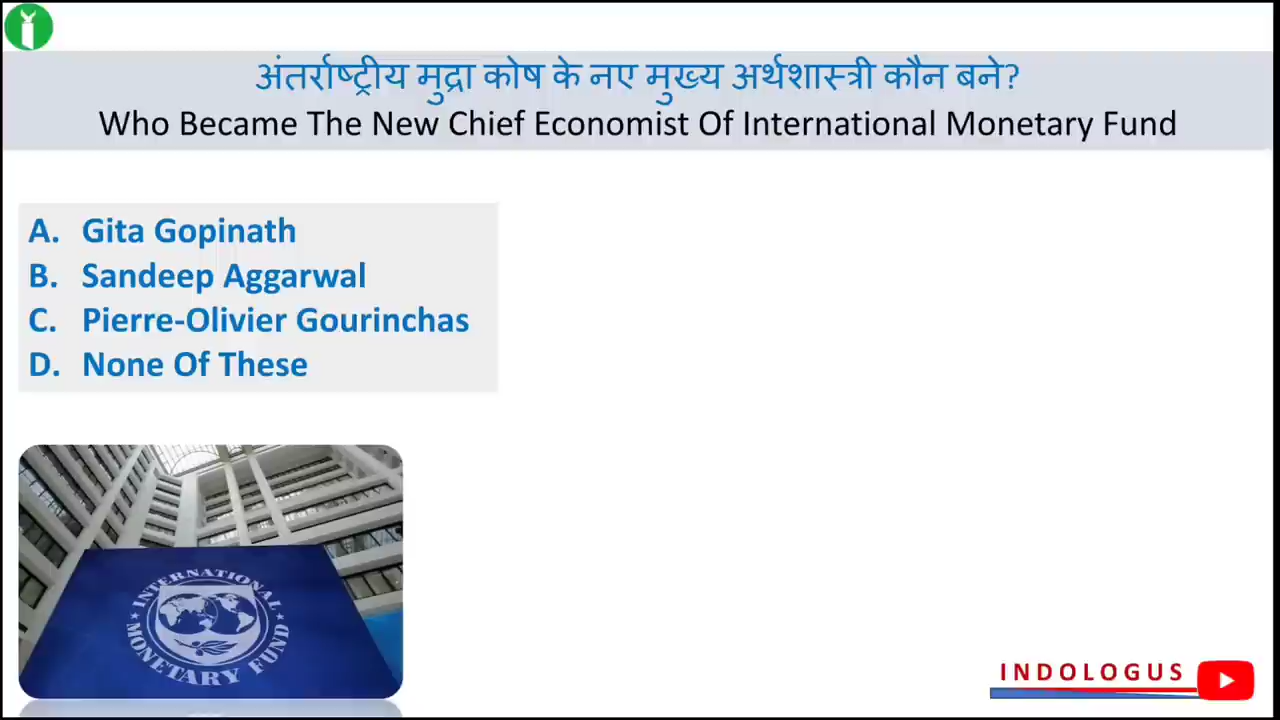 अंतर्राष्ट्रीय मुद्रा कोष के नए मुख्य अर्थशास्त्री कौन बने?
Who Became The New Chief Economist Of International Monetary Fund
A. Gita Gopinath
B. Sandeep Aggarwal
C. Pierre-Olivier Gourinchas
D. None Of These
INTERNATIONAL
MONETARY FUND
INDOLOGUS